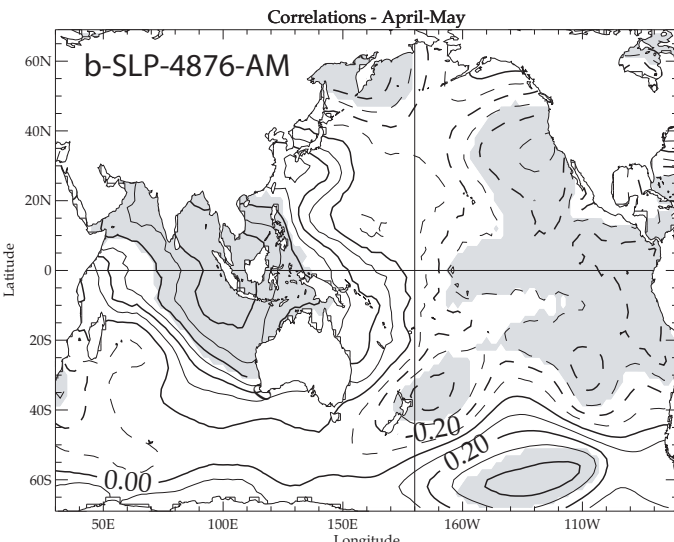 Correlations - April-May
b-SLP-4876-AM
60N
40N
20N
0
20S
40S
60S
Latitude
-0.20
0.20
0.00
50E 100E 150E 160W 110W
Longitude